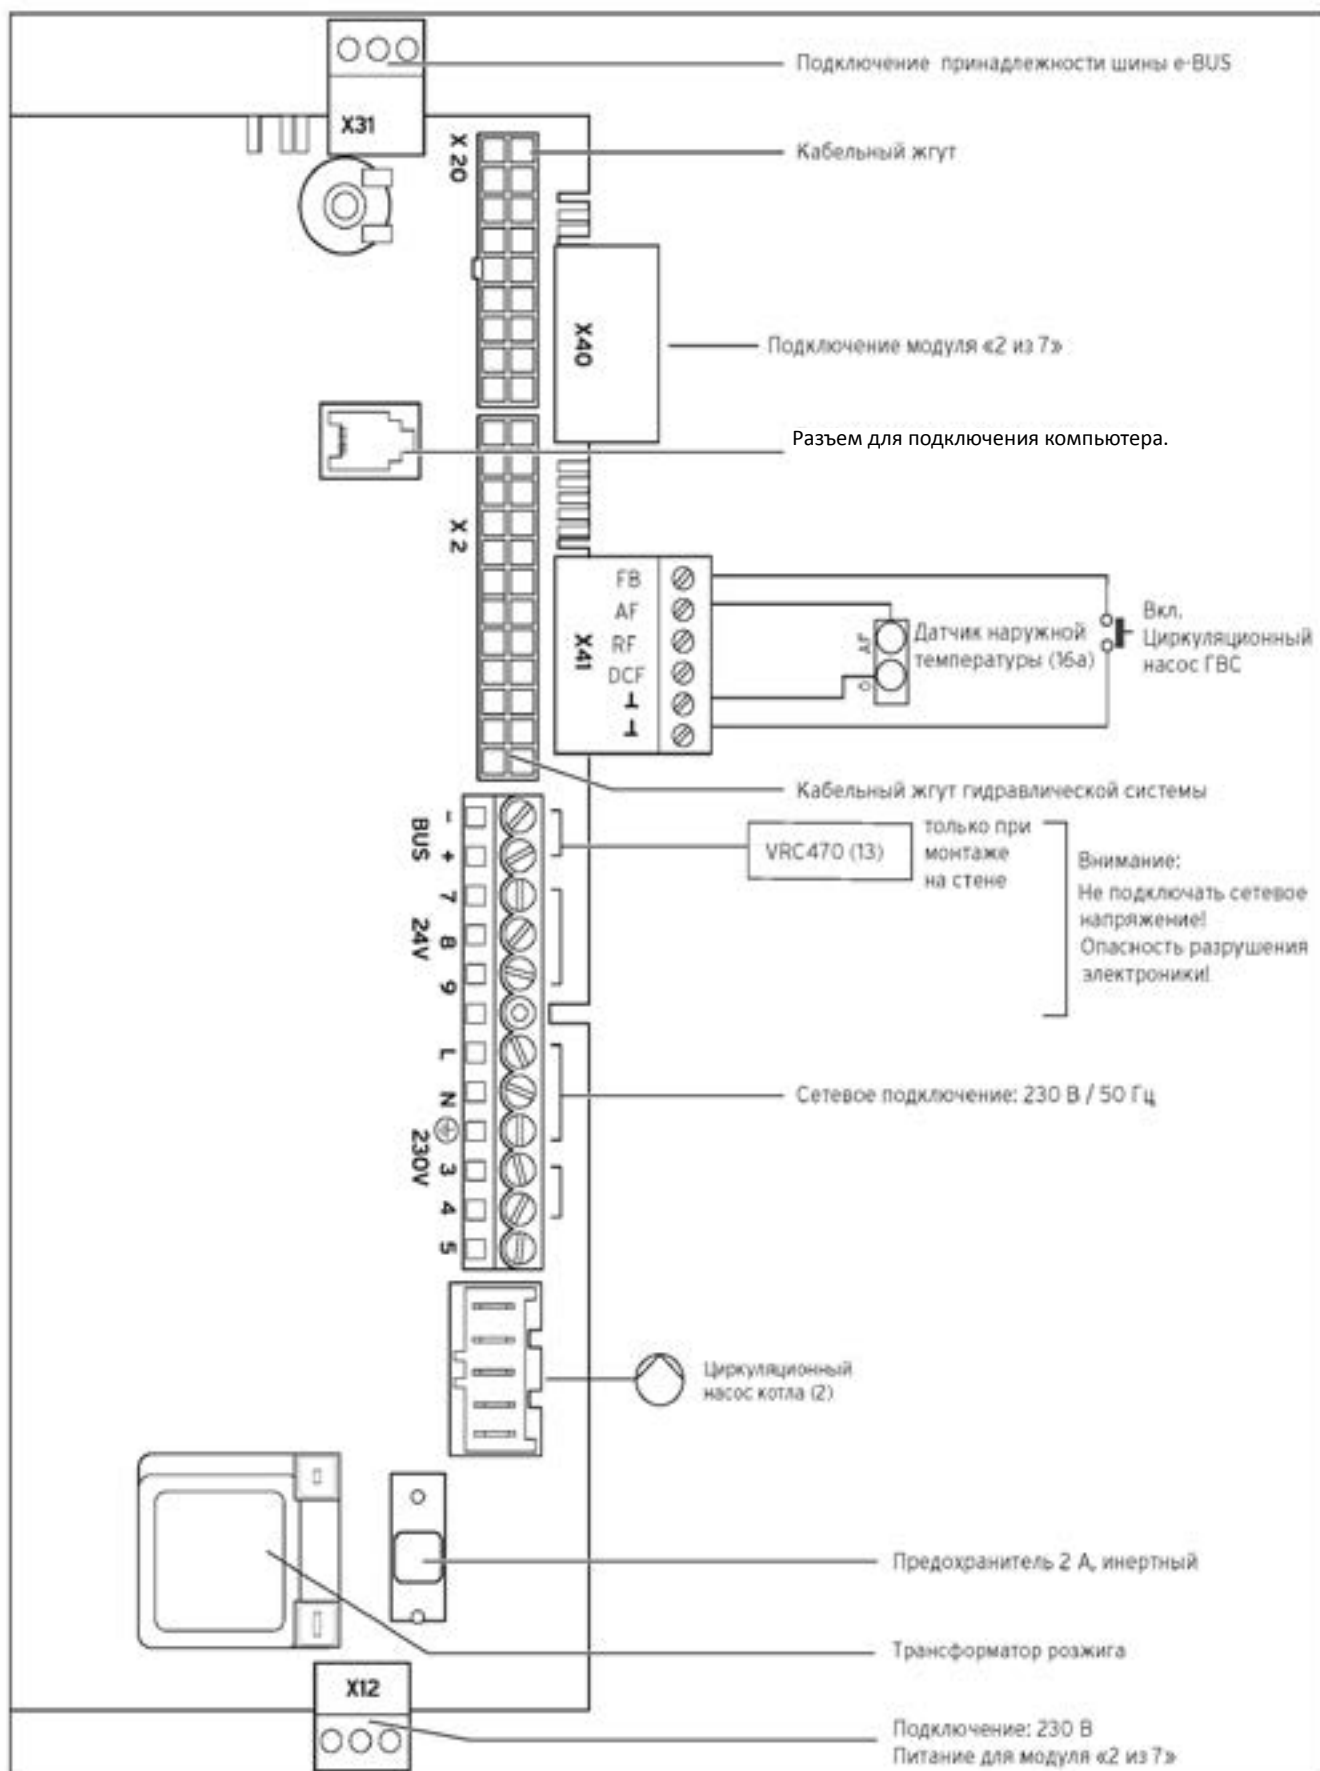 Подключение принадлежности шины e-BUS
X31
X 20
Кабельный жгут
X40
Подключение модуля «2 из 7»
Разъем для подключения компьютера.
X 2
X41
FB
AF
RF
DCF
⊥
⊥
AF
O
Датчик наружной
температуры (16a)
Вкл.
Циркуляционный
насос ГВС
Кабельный жгут гидравлической системы
BUS
-
+
24V
7
8
9
VRC470 (13)
только при
монтаже
на стене
Внимание:
Не подключать сетевое
напряжение!
Опасность разрушения
электроники!
230V
L
N
3
4
5
Сетевое подключение: 230 В / 50 Гц
Циркуляционный
насос котла (2)
Предохранитель 2 А, инертный
Трансформатор розжига
X12
Подключение: 230 В
Питание для модуля «2 из 7»